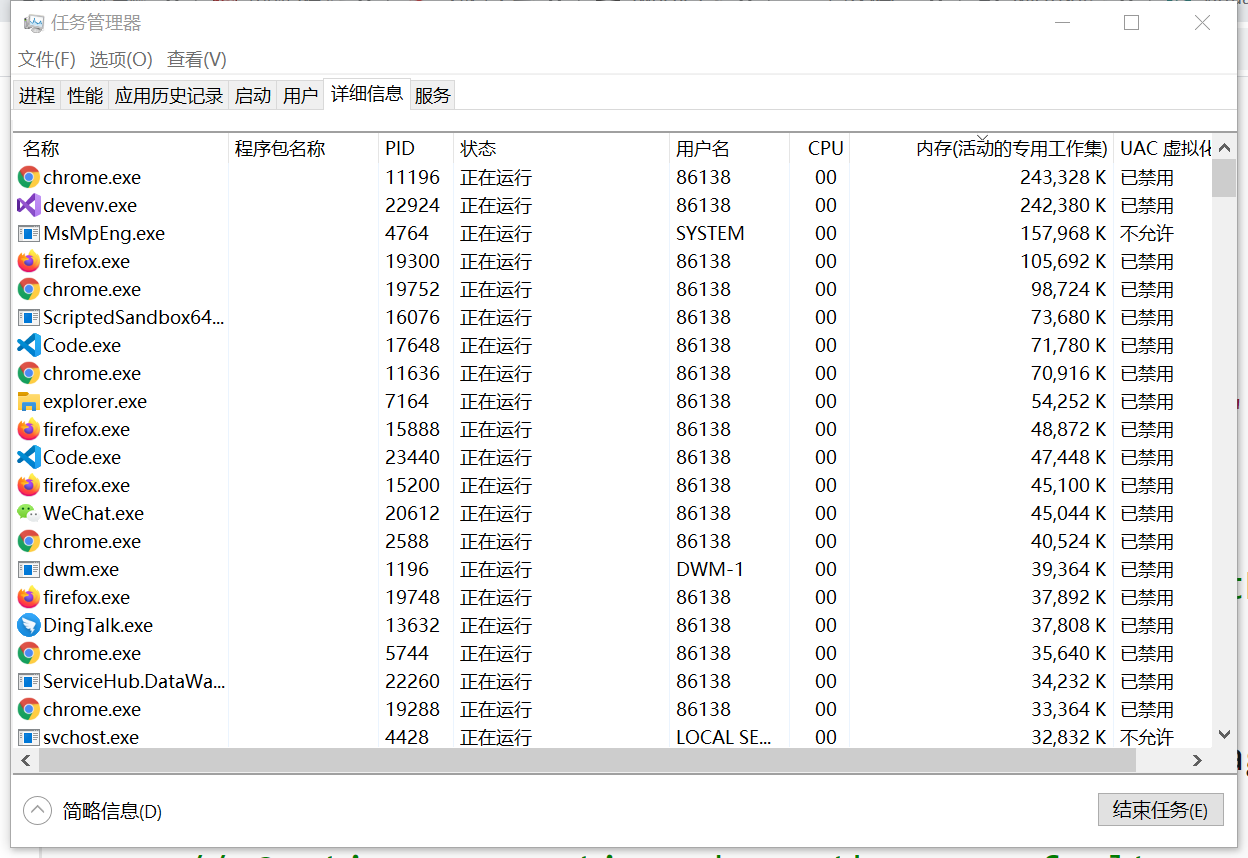 任务管理器
文件(F) 选项(O) 查看(V)
进程 性能 应用历史记录 启动 用户 详细信息 服务
名称 程序包名称 PID 状态 用户名 CPU 内存(活动的专用工作集) UAC 虚拟化
chrome.exe 11196 正在运行 86138 00 243,328 K 已禁用
devenv.exe 22924 正在运行 86138 00 242,380 K 已禁用
MsMpEng.exe 4764 正在运行 SYSTEM 00 157,968 K 不允许
firefox.exe 19300 正在运行 86138 00 105,692 K 已禁用
chrome.exe 19752 正在运行 86138 00 98,724 K 已禁用
ScriptedSandbox64... 16076 正在运行 86138 00 73,680 K 已禁用
Code.exe 17648 正在运行 86138 00 71,780 K 已禁用
chrome.exe 11636 正在运行 86138 00 70,916 K 已禁用
explorer.exe 7164 正在运行 86138 00 54,252 K 已禁用
firefox.exe 15888 正在运行 86138 00 48,872 K 已禁用
Code.exe 23440 正在运行 86138 00 47,448 K 已禁用
firefox.exe 15200 正在运行 86138 00 45,100 K 已禁用
WeChat.exe 20612 正在运行 86138 00 45,044 K 已禁用
chrome.exe 2588 正在运行 86138 00 40,524 K 已禁用
dwm.exe 1196 正在运行 DWM-1 00 39,364 K 已禁用
firefox.exe 19748 正在运行 86138 00 37,892 K 已禁用
DingTalk.exe 13632 正在运行 86138 00 37,808 K 已禁用
chrome.exe 5744 正在运行 86138 00 35,640 K 已禁用
ServiceHub.DataWa... 22260 正在运行 86138 00 34,232 K 已禁用
chrome.exe 19288 正在运行 86138 00 33,364 K 已禁用
svchost.exe 4428 正在运行 LOCAL SE... 00 32,832 K 不允许
简略信息(D) 结束任务(E)